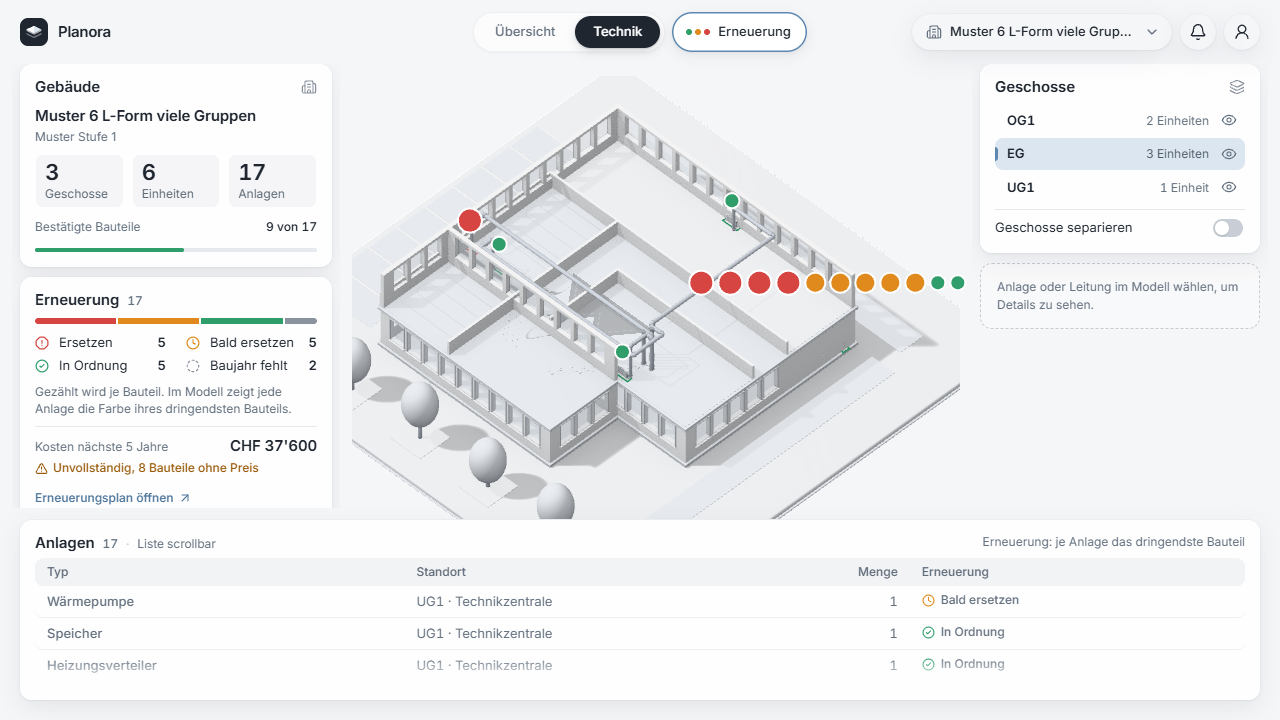 Planora
Übersicht
Technik
Erneuerung
Muster 6 L-Form viele Grup...
Gebäude
Muster 6 L-Form viele Gruppen
Muster Stufe 1
3
Geschosse
6
Einheiten
17
Anlagen
Bestätigte Bauteile
9 von 17
Erneuerung 17
Ersetzen 5
Bald ersetzen 5
In Ordnung 5
Baujahr fehlt 2
Gezählt wird je Bauteil. Im Modell zeigt jede
Anlage die Farbe ihres dringendsten Bauteils.
Kosten nächste 5 Jahre
CHF 37'600
Unvollständig, 8 Bauteile ohne Preis
Erneuerungsplan öffnen
Geschosse
OG1 2 Einheiten
EG 3 Einheiten
UG1 1 Einheit
Geschosse separieren
Anlage oder Leitung im Modell wählen, um
Details zu sehen.
Anlagen 17 · Liste scrollbar
Erneuerung: je Anlage das dringendste Bauteil
Typ Standort Menge Erneuerung
Wärmepumpe UG1 · Technikzentrale 1 Bald ersetzen
Speicher UG1 · Technikzentrale 1 In Ordnung
Heizungsverteiler UG1 · Technikzentrale 1 In Ordnung